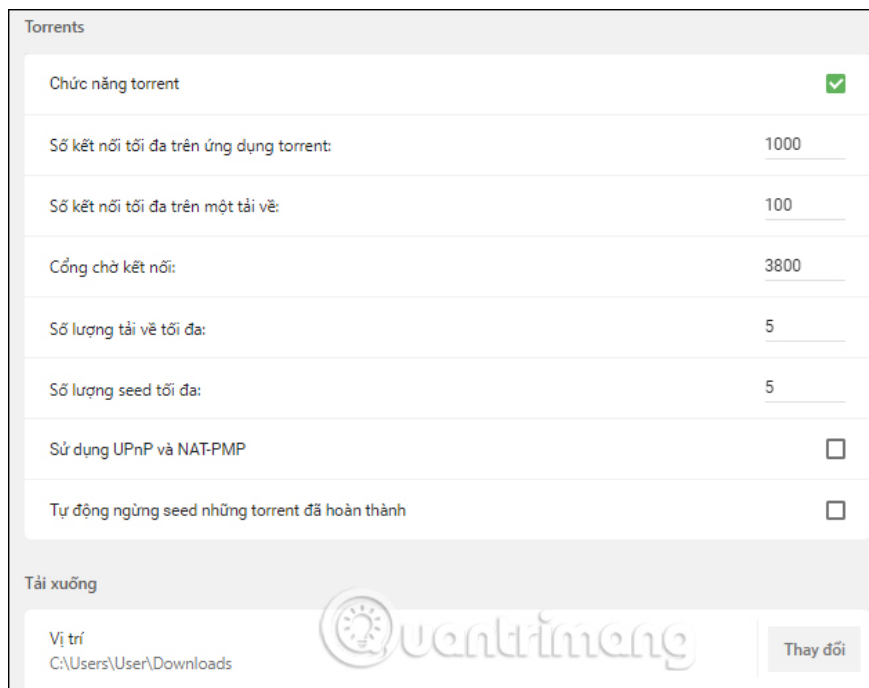 Torrents
Chức năng torrent
Số kết nối tối đa trên ứng dụng torrent:
1000
Số kết nối tối đa trên một tải về:
100
Cổng chờ kết nối:
3800
Số lượng tải về tối đa:
5
Số lượng seed tối đa:
5
Sử dụng UPnP và NAT-PMP
Tự động ngừng seed những torrent đã hoàn thành
Tải xuống
Vị trí
C:\Users\User\Downloads
Quantrimang
Thay đổi